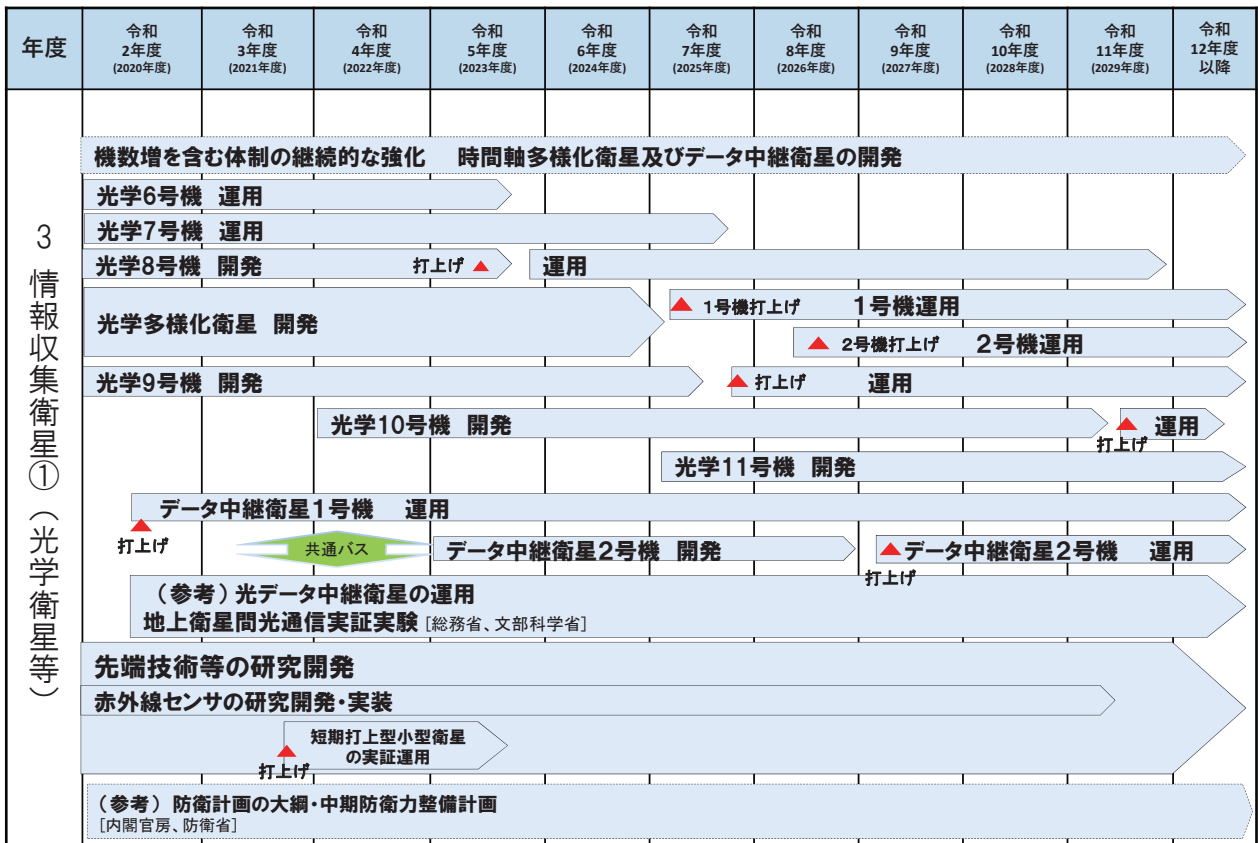 年度
令和
2年度
(2020年度)
令和
3年度
(2021年度)
令和
4年度
(2022年度)
令和
5年度
(2023年度)
令和
6年度
(2024年度)
令和
7年度
(2025年度)
令和
8年度
(2026年度)
令和
9年度
(2027年度)
令和
10年度
(2028年度)
令和
11年度
(2029年度)
令和
12年度
以降
3 情報収集衛星①(光学衛星等)
機数増を含む体制の継続的な強化 時間軸多様化衛星及びデータ中継衛星の開発
光学6号機 運用
光学7号機 運用
光学8号機 開発 打上げ 運用
光学多様化衛星 開発
1号機打上げ 1号機運用
2号機打上げ 2号機運用
光学9号機 開発 打上げ 運用
光学10号機 開発 打上げ 運用
光学11号機 開発
データ中継衛星1号機 運用
打上げ
共通バス データ中継衛星2号機 開発 データ中継衛星2号機 運用
打上げ
(参考)光データ中継衛星の運用
地上衛星間光通信実証実験 [総務省、文部科学省]
先端技術等の研究開発
赤外線センサの研究開発・実装
短期打上型小型衛星
の実証運用
打上げ
(参考) 防衛計画の大綱・中期防衛力整備計画
[内閣官房、防衛省]